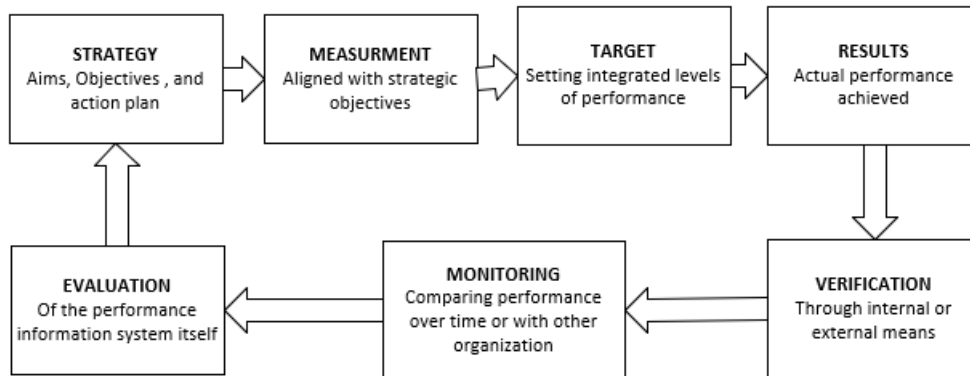 STRATEGY
Aims, Objectives , and
action plan
MEASURMENT
Aligned with strategic
objectives
TARGET
Setting integrated levels
of performance
RESULTS
Actual performance
achieved
VERIFICATION
Through internal or
external means
MONITORING
Comparing performance
over time or with other
organization
EVALUATION
Of the performance
information system itself